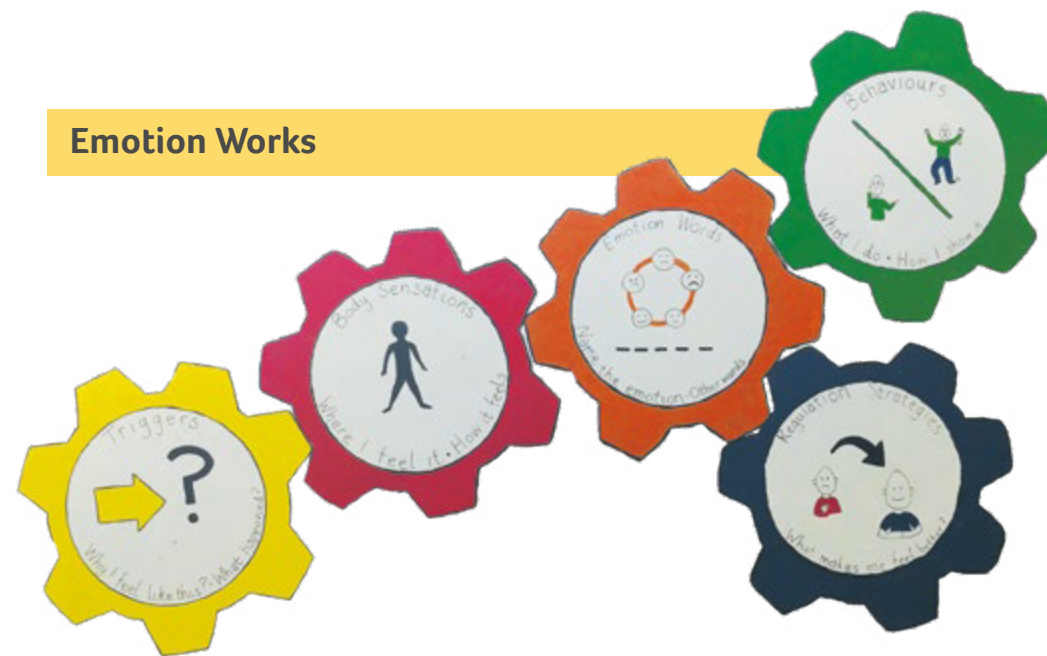 Emotion Works
Triggers
Why I feel like this? • What happened?
Body Sensations
Where I feel it • How it feels
Emotion Words
Name the emotion • Other words
Behaviours
What I do • How I show it
Regulation Strategies
What makes me feel better?